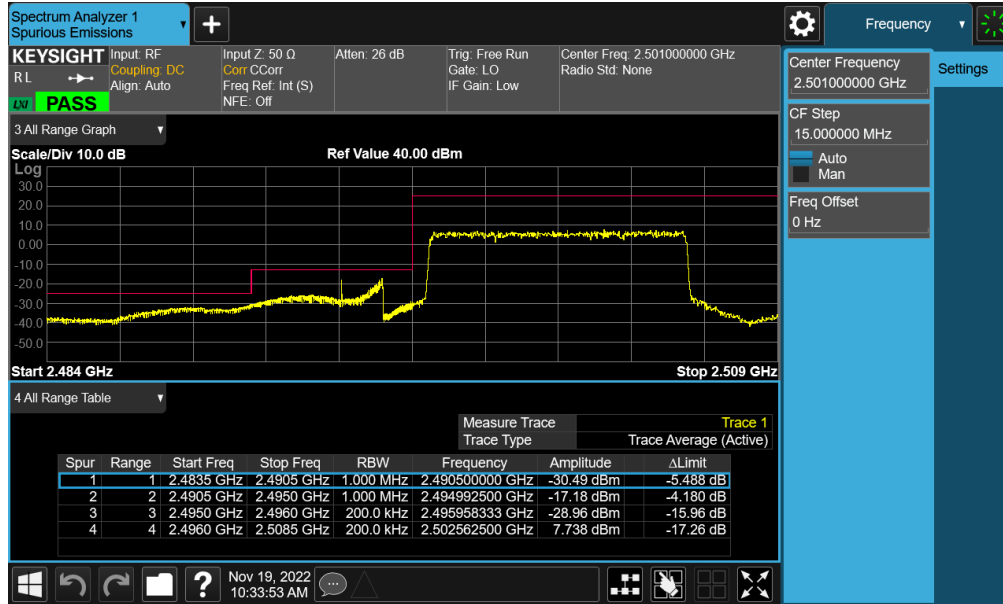 Spectrum Analyzer 1
Spurious Emissions
Frequency
KEYSIGHT
R L
LXI
PASS
Input: RF
Coupling: DC
Align: Auto
Input Z: 50 Ω
Corr CCorr
Freq Ref: Int (S)
NFE: Off
Atten: 26 dB
Trig: Free Run
Gate: LO
IF Gain: Low
Center Freq: 2.501000000 GHz
Radio Std: None
Center Frequency
2.501000000 GHz
Settings
CF Step
15.000000 MHz
Auto
Man
Freq Offset
0 Hz
3 All Range Graph
Scale/Div 10.0 dB
Ref Value 40.00 dBm
Log
30.0
20.0
10.0
0.00
-10.0
-20.0
-30.0
-40.0
-50.0
Start 2.484 GHz
Stop 2.509 GHz
4 All Range Table
Measure Trace Trace 1
Trace Type Trace Average (Active)
Spur Range Start Freq Stop Freq RBW Frequency Amplitude ΔLimit
1 1 2.4835 GHz 2.4905 GHz 1.000 MHz 2.490500000 GHz -30.49 dBm -5.488 dB
2 2 2.4905 GHz 2.4950 GHz 1.000 MHz 2.494992500 GHz -17.18 dBm -4.180 dB
3 3 2.4950 GHz 2.4960 GHz 200.0 kHz 2.495958333 GHz -28.96 dBm -15.96 dB
4 4 2.4960 GHz 2.5085 GHz 200.0 kHz 2.502562500 GHz 7.738 dBm -17.26 dB
?
Nov 19, 2022
10:33:53 AM